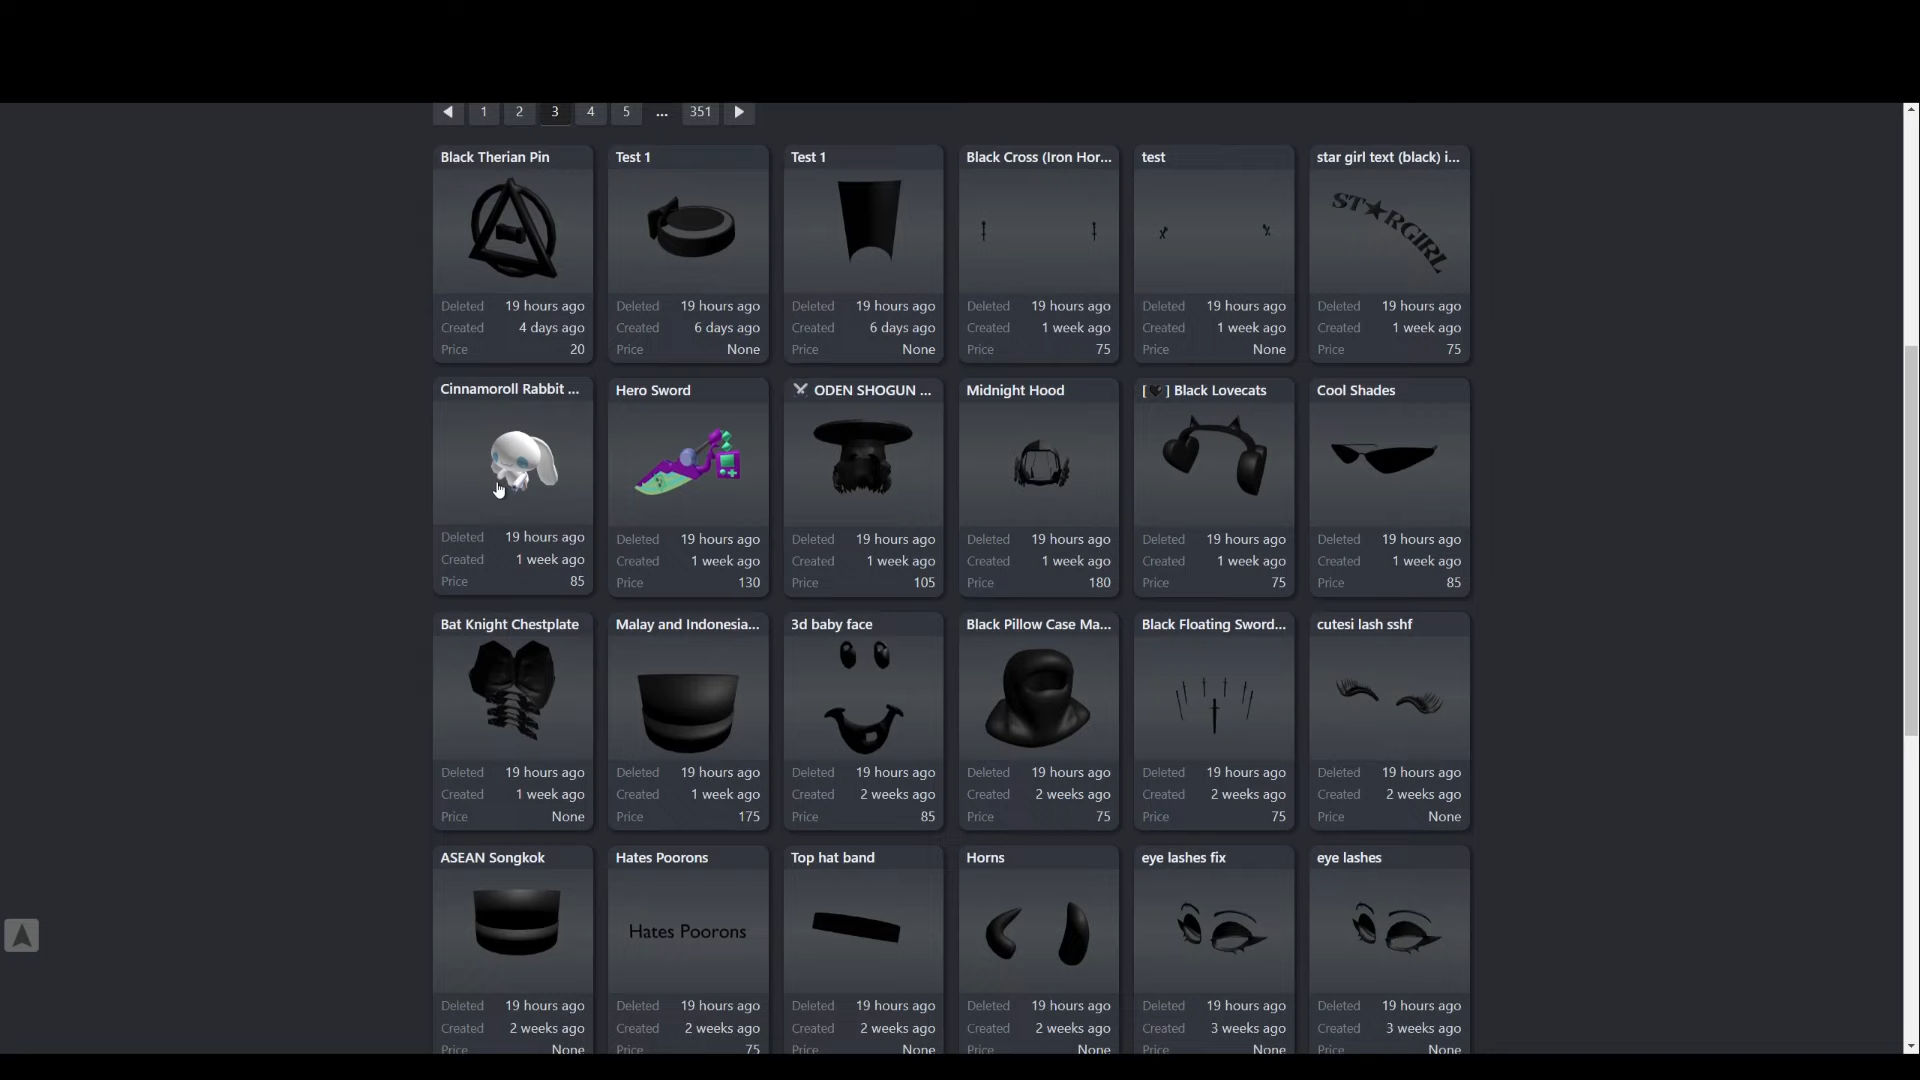 1 2 3 4 5 ... 351
Black Therian Pin
Deleted 19 hours ago
Created 4 days ago
Price 20
Test 1
Deleted 19 hours ago
Created 6 days ago
Price None
Test 1
Deleted 19 hours ago
Created 6 days ago
Price None
Black Cross (Iron Hor...
Deleted 19 hours ago
Created 1 week ago
Price 75
test
Deleted 19 hours ago
Created 1 week ago
Price None
star girl text (black) i...
ST★RGIRL
Deleted 19 hours ago
Created 1 week ago
Price 75
Cinnamoroll Rabbit ...
Deleted 19 hours ago
Created 1 week ago
Price 85
Hero Sword
Deleted 19 hours ago
Created 1 week ago
Price 130
⚔ ODEN SHOGUN ...
Deleted 19 hours ago
Created 1 week ago
Price 105
Midnight Hood
Deleted 19 hours ago
Created 1 week ago
Price 180
[🖤] Black Lovecats
Deleted 19 hours ago
Created 1 week ago
Price 75
Cool Shades
Deleted 19 hours ago
Created 1 week ago
Price 85
Bat Knight Chestplate
Deleted 19 hours ago
Created 1 week ago
Price None
Malay and Indonesia...
Deleted 19 hours ago
Created 1 week ago
Price 175
3d baby face
Deleted 19 hours ago
Created 2 weeks ago
Price 85
Black Pillow Case Ma...
Deleted 19 hours ago
Created 2 weeks ago
Price 75
Black Floating Sword...
Deleted 19 hours ago
Created 2 weeks ago
Price 75
cutesi lash sshf
Deleted 19 hours ago
Created 2 weeks ago
Price None
ASEAN Songkok
Deleted 19 hours ago
Created 2 weeks ago
Price None
Hates Poorons
Hates Poorons
Deleted 19 hours ago
Created 2 weeks ago
Price 75
Top hat band
Deleted 19 hours ago
Created 2 weeks ago
Price None
Horns
Deleted 19 hours ago
Created 2 weeks ago
Price None
eye lashes fix
Deleted 19 hours ago
Created 3 weeks ago
Price None
eye lashes
Deleted 19 hours ago
Created 3 weeks ago
Price None